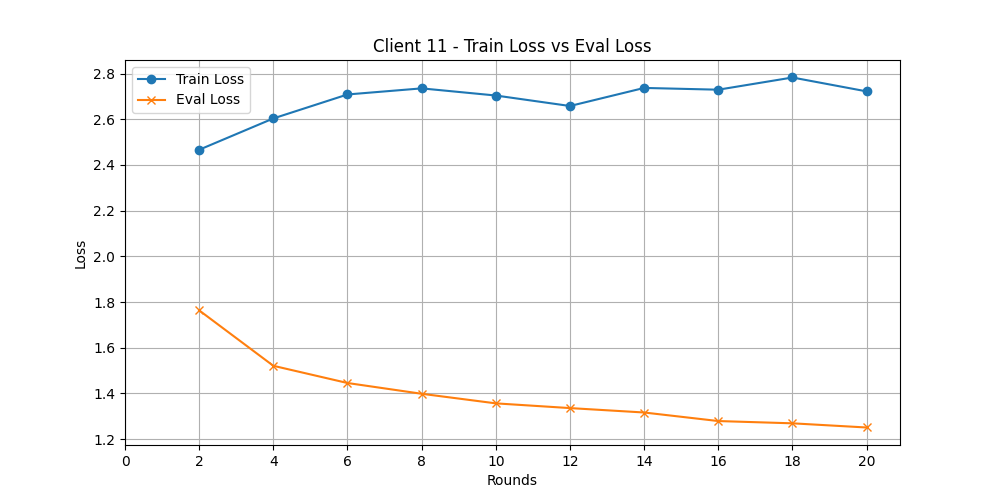 Client 11 - Train Loss vs Eval Loss
Train Loss
Eval Loss
2.8
2.6
2.4
2.2
2.0
1.8
1.6
1.4
1.2
Loss
0 2 4 6 8 10 12 14 16 18 20
Rounds